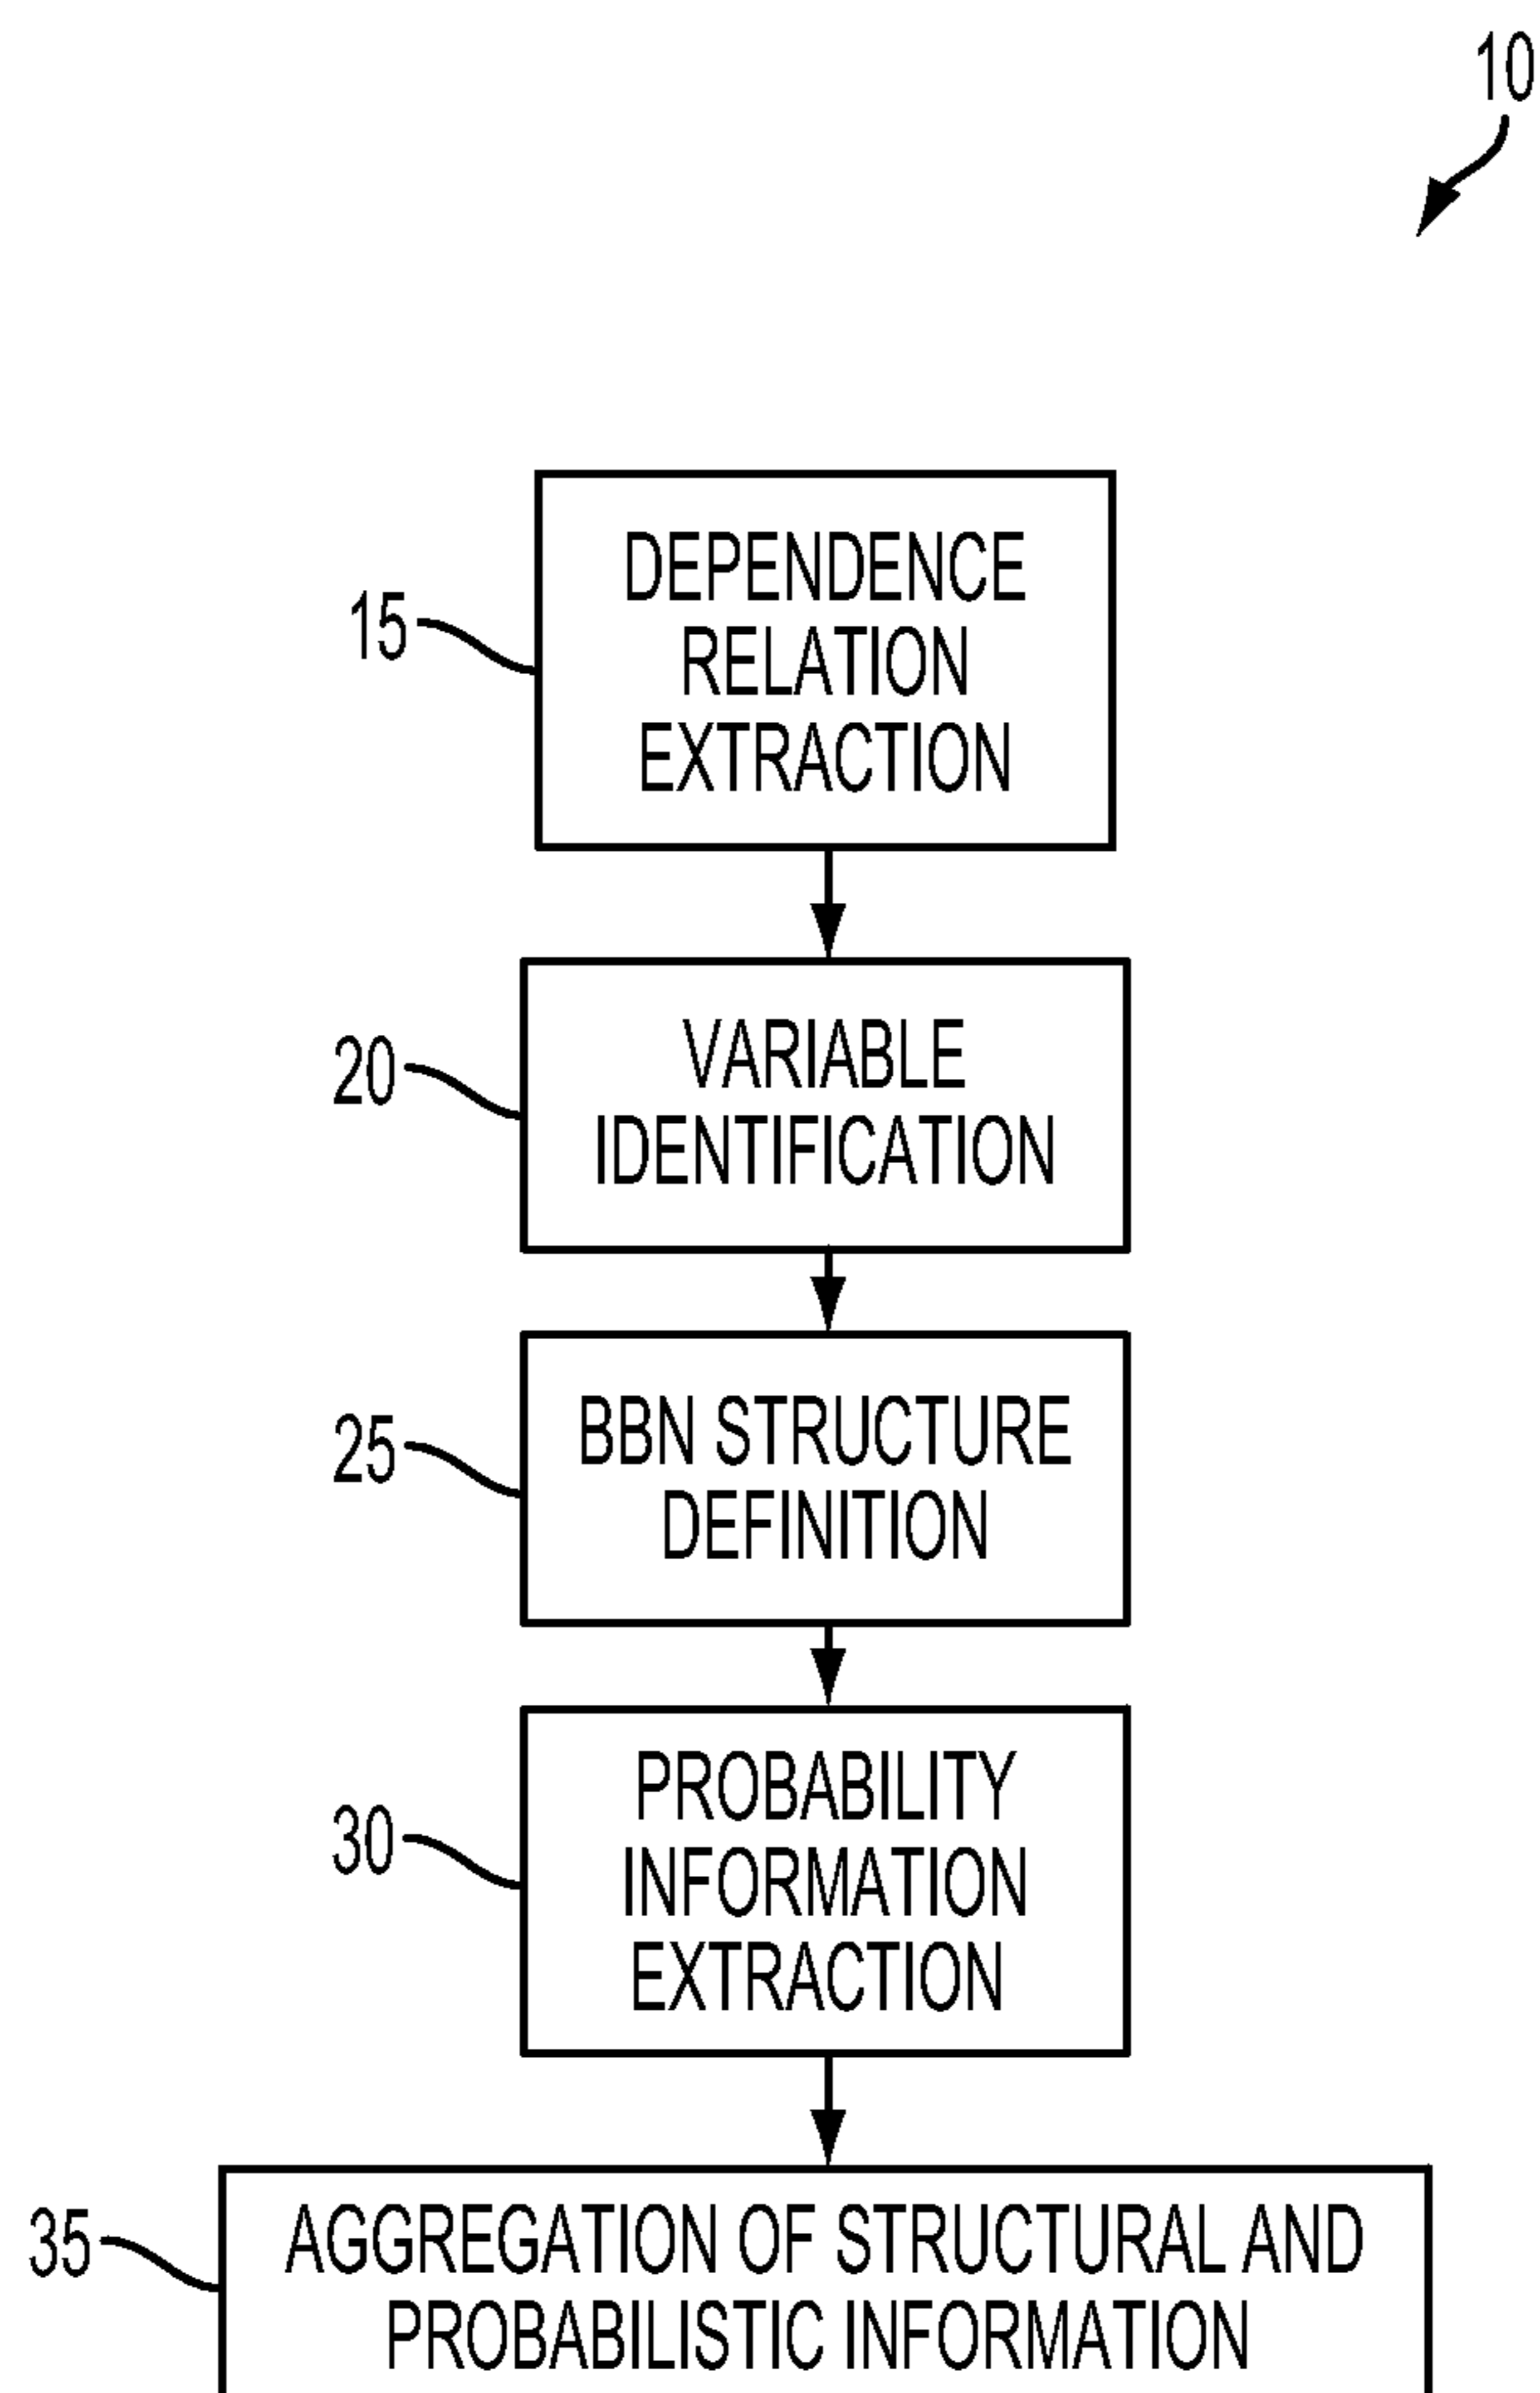 10
15
DEPENDENCE
RELATION
EXTRACTION
20
VARIABLE
IDENTIFICATION
25
BBN STRUCTURE
DEFINITION
30
PROBABILITY
INFORMATION
EXTRACTION
35
AGGREGATION OF STRUCTURAL AND
PROBABILISTIC INFORMATION